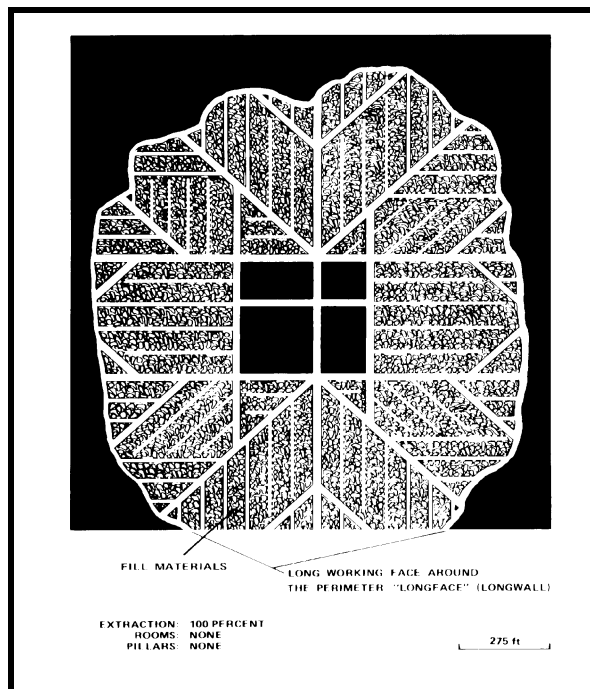 FILL MATERIALS
LONG WORKING FACE AROUND
THE PERIMETER "LONGFACE" (LONGWALL)
EXTRACTION: 100 PERCENT
ROOMS: NONE
PILLARS: NONE
275 ft